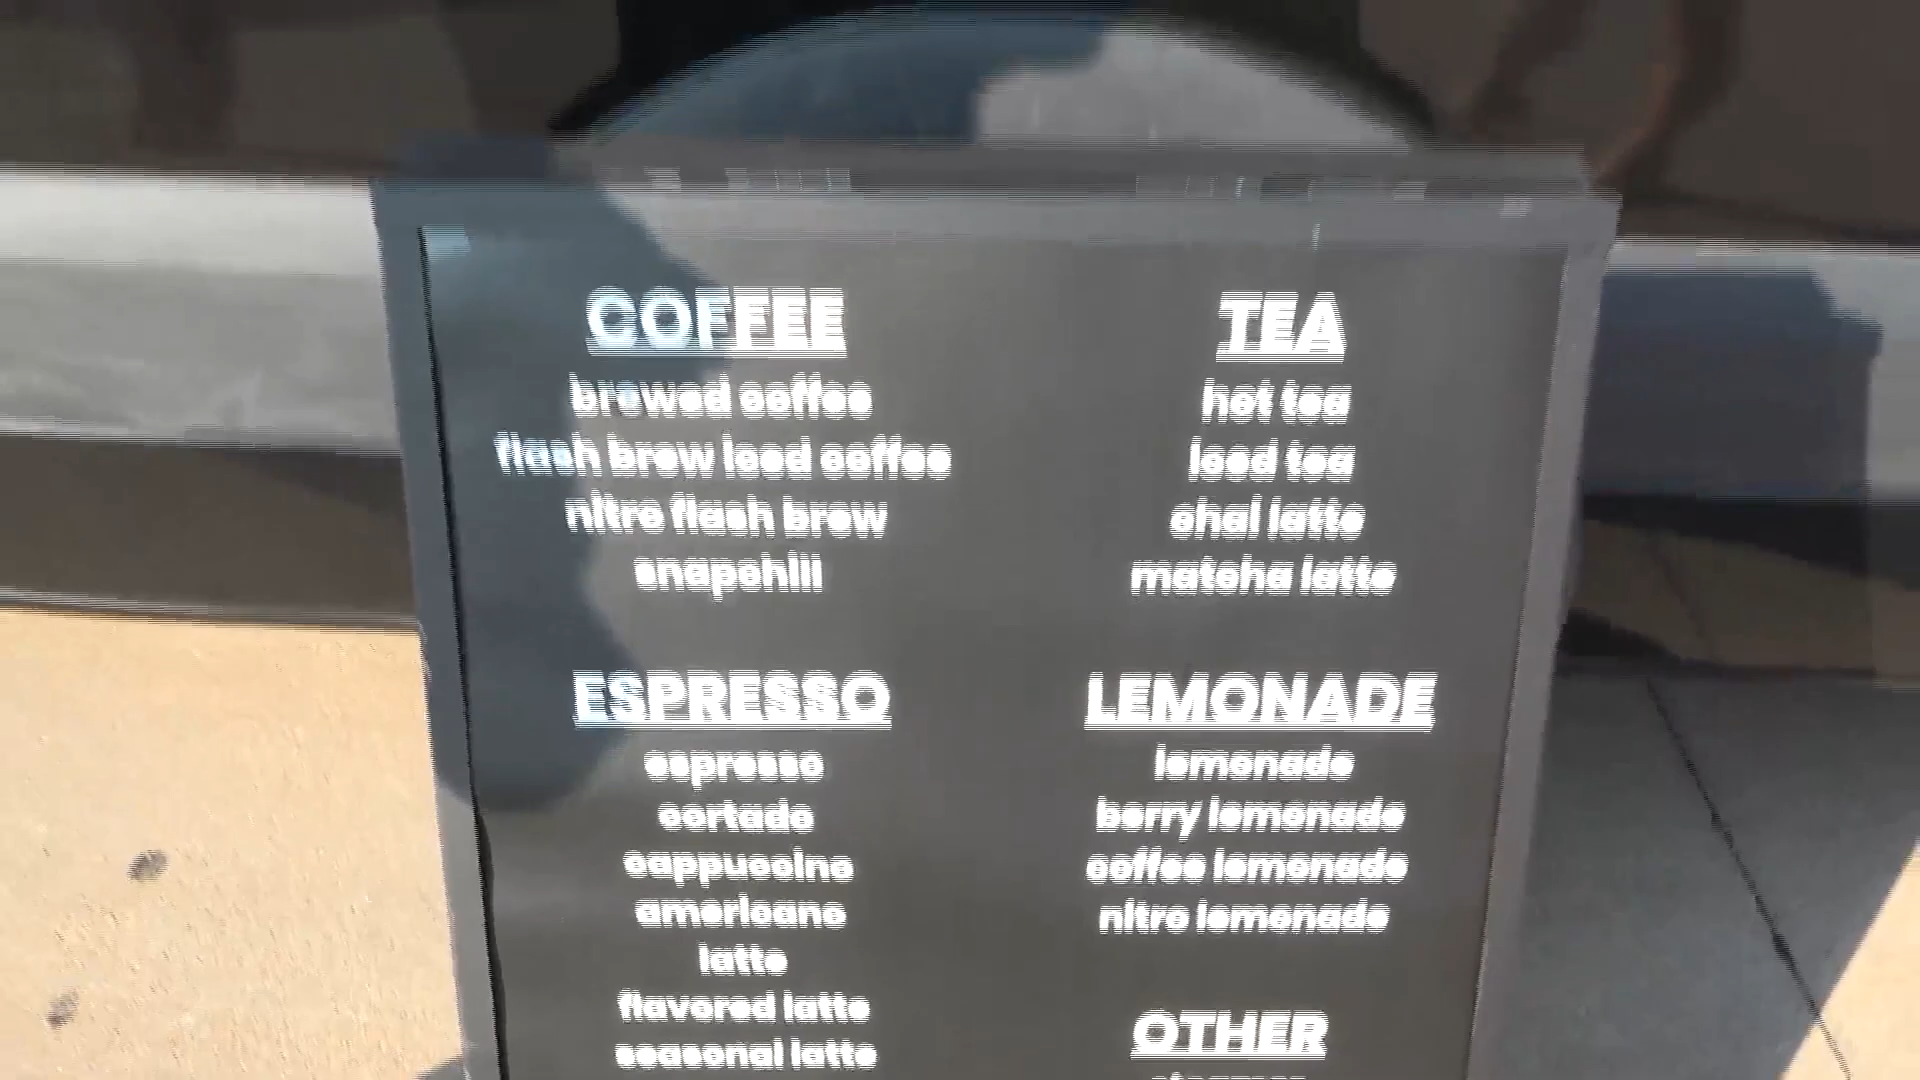 COFFEE
brewed coffee
flash brew iced coffee
nitro flash brew
snapchill
ESPRESSO
espresso
cortado
cappuccino
americano
latte
flavored latte
seasonal latte
TEA
hot tea
iced tea
chai latte
matcha latte
LEMONADE
lemonade
berry lemonade
coffee lemonade
nitro lemonade
OTHER